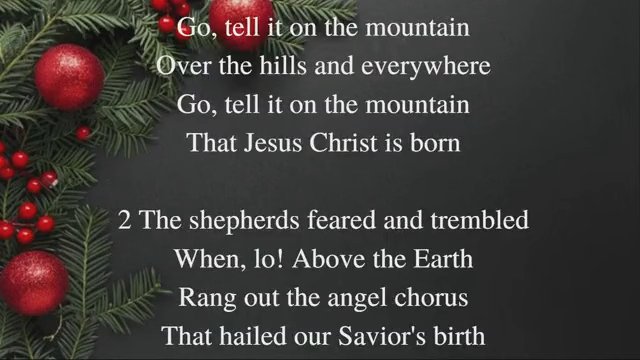 Go, tell it on the mountain
Over the hills and everywhere
Go, tell it on the mountain
That Jesus Christ is born
2 The shepherds feared and trembled
When, lo! Above the Earth
Rang out the angel chorus
That hailed our Savior's birth